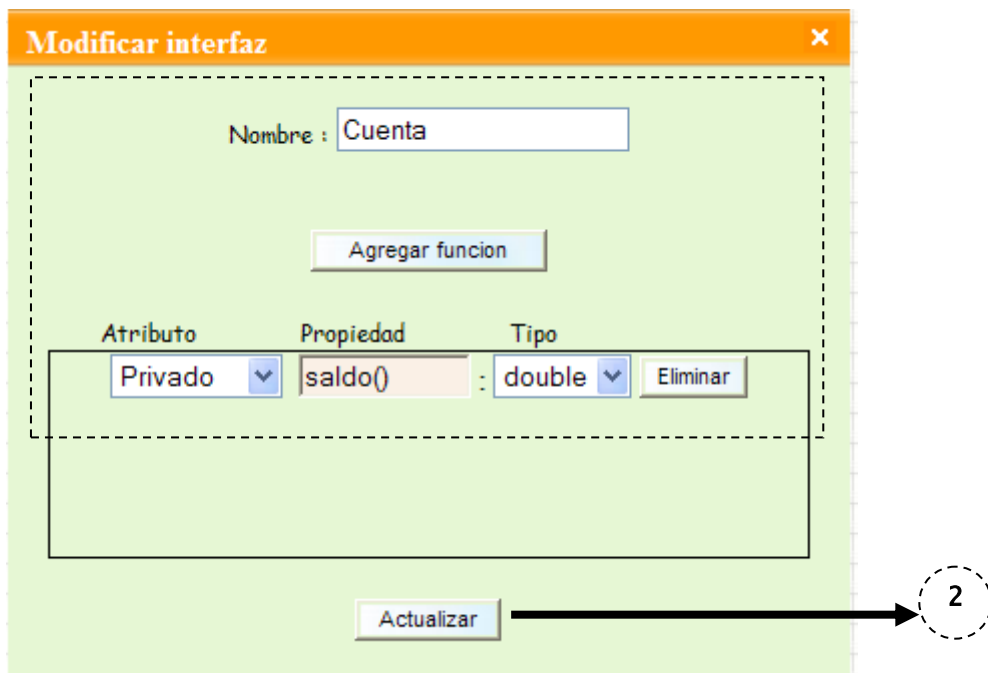 Modificar interfaz ×
Nombre : Cuenta
Agregar funcion
Atributo Propiedad Tipo
Privado saldo() : double Eliminar
Actualizar 2